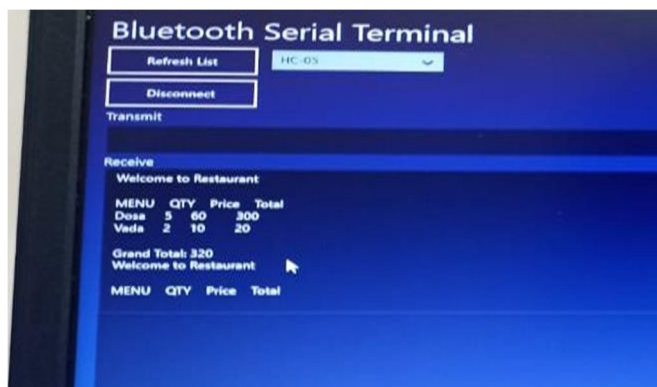 Bluetooth Serial Terminal
Refresh List
HC-05
Disconnect
Transmit
Receive
Welcome to Restaurant
MENU QTY Price Total
Dosa 5 60 300
Vada 2 10 20
Grand Total: 320
Welcome to Restaurant
MENU QTY Price Total